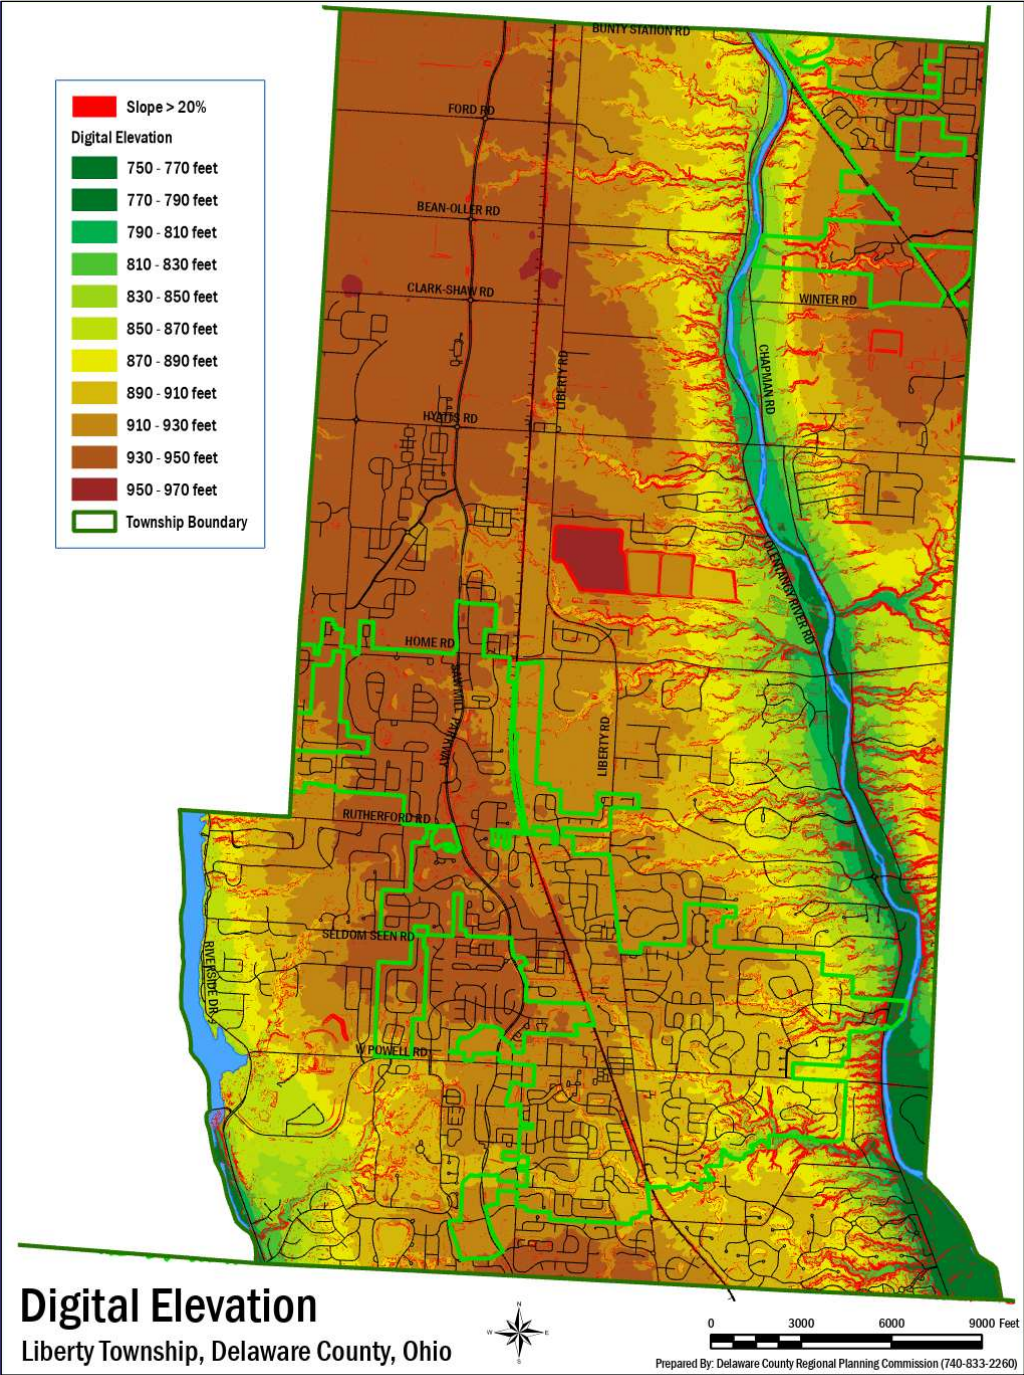 BUNTY STATION RD
Slope > 20%
FORD RD
Digital Elevation
750 - 770 feet
770 - 790 feet
BEAN-OLLER RD
790 - 810 feet
810 - 830 feet
CLARK-SHAW RD
830 - 850 feet
WINTER RD
850 - 870 feet
870 - 890 feet
LIBERTY RD
CHAPMAN RD
890 - 910 feet
HYATTS RD
910 - 930 feet
930 - 950 feet
950 - 970 feet
Township Boundary
OLENTANGY RIVER RD
HOME RD
SAWMILL PARKWAY
LIBERTY RD
RUTHERFORD RD
SELDOM SEEN RD
RIVERSIDE DR
W POWELL RD
Digital Elevation
Liberty Township, Delaware County, Ohio
N
W
E
S
0 3000 6000 9000 Feet
Prepared By: Delaware County Regional Planning Commission (740-833-2260)